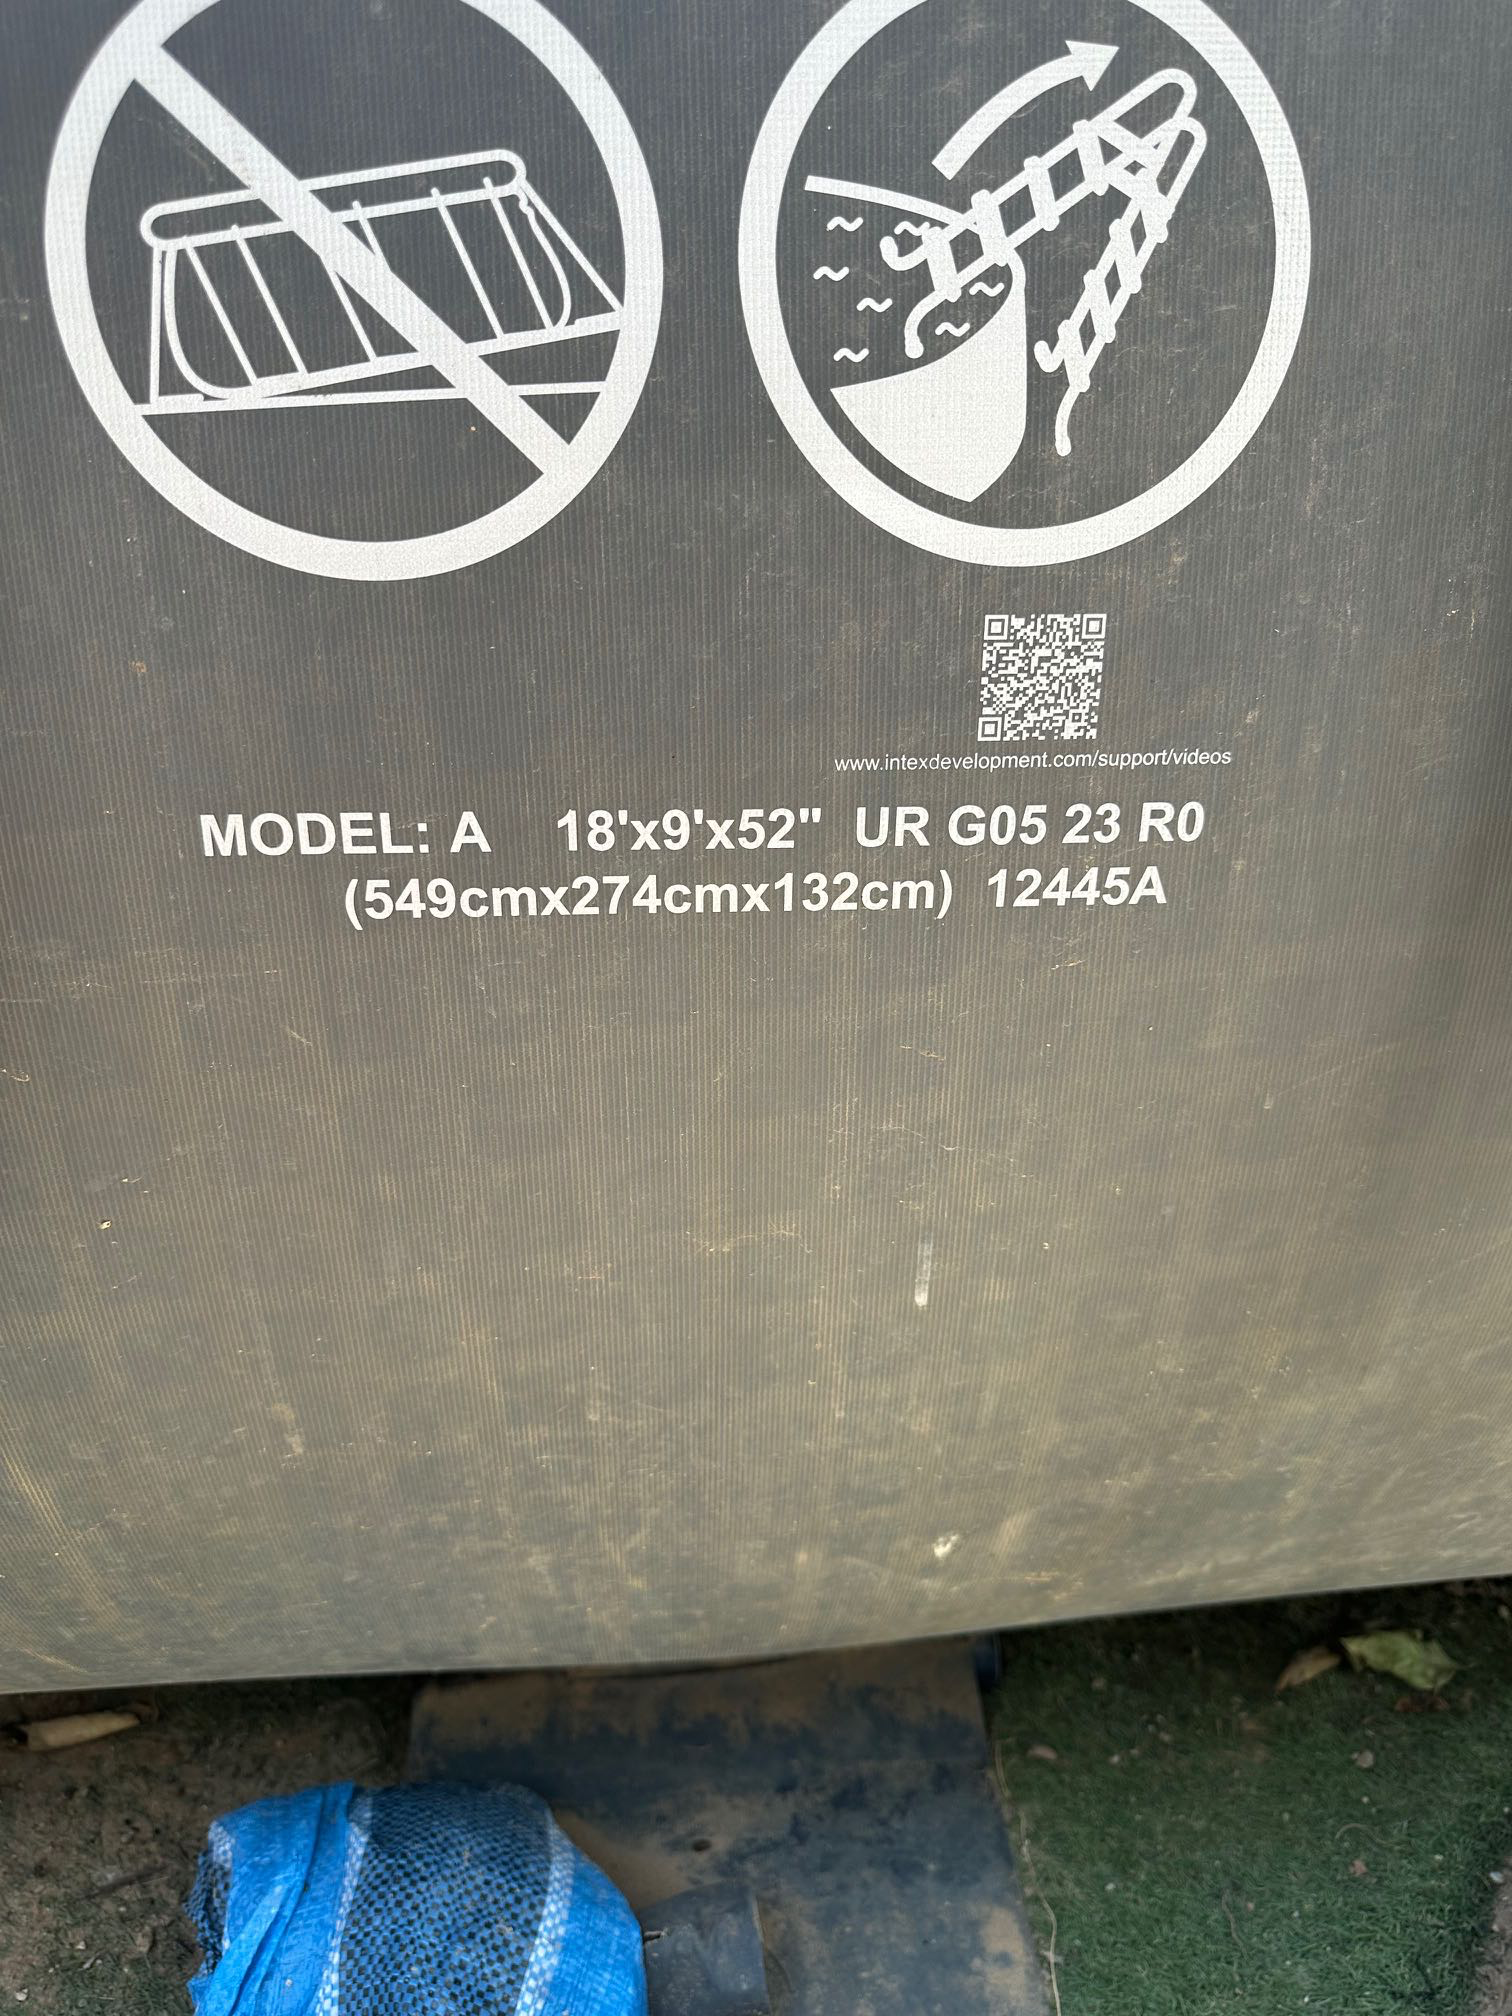 www.intexdevelopment.com/support/videos
MODEL: A 18'x9'x52" UR G05 23 R0
(549cmx274cmx132cm) 12445A